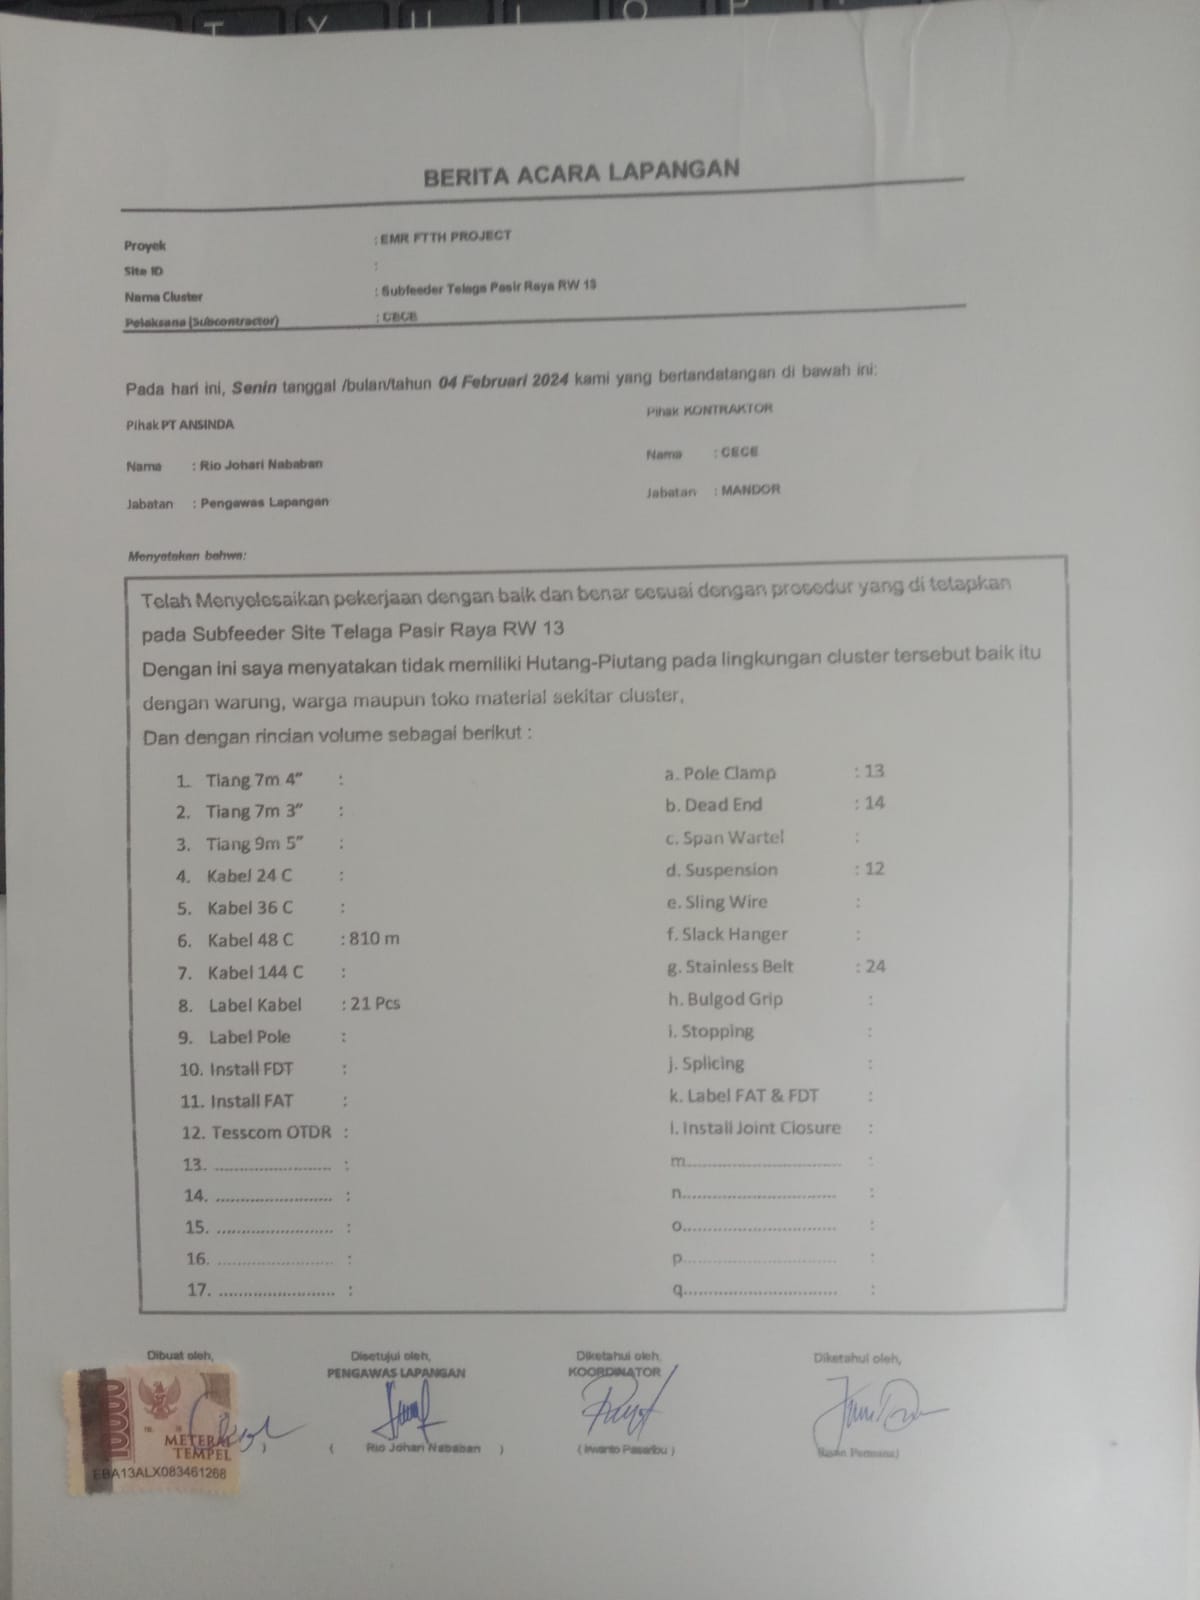 T Y U I O P
BERITA ACARA LAPANGAN
Proyek : EMR FTTH PROJECT
Site ID :
Nama Cluster : Subfeeder Telaga Pasir Raya RW 13
Pelaksana (Subcontractor) : CECE
Pada hari ini, Senin tanggal /bulan/tahun 04 Februari 2024 kami yang bertandatangan di bawah ini:
Pihak PT ANSINDA Pihak KONTRAKTOR
Nama : Rio Johari Nababan Nama : CECE
Jabatan : Pengawas Lapangan Jabatan : MANDOR
Menyatakan bahwa:
Telah Menyelesaikan pekerjaan dengan baik dan benar sesuai dengan prosedur yang di tetapkan
pada Subfeeder Site Telaga Pasir Raya RW 13
Dengan ini saya menyatakan tidak memiliki Hutang-Piutang pada lingkungan cluster tersebut baik itu
dengan warung, warga maupun toko material sekitar cluster,
Dan dengan rincian volume sebagai berikut :
1. Tiang 7m 4” : a. Pole Clamp : 13
2. Tiang 7m 3” : b. Dead End : 14
3. Tiang 9m 5” : c. Span Wartel :
4. Kabel 24 C : d. Suspension : 12
5. Kabel 36 C : e. Sling Wire :
6. Kabel 48 C : 810 m f. Slack Hanger :
7. Kabel 144 C : g. Stainless Belt : 24
8. Label Kabel : 21 Pcs h. Bulgod Grip :
9. Label Pole : i. Stopping :
10. Install FDT : j. Splicing :
11. Install FAT : k. Label FAT & FDT :
12. Tesscom OTDR : l. Install Joint Closure :
13. ........................ : m................................ :
14. ........................ : n................................ :
15. ........................ : o................................ :
16. ........................ : p................................ :
17. ........................ : q................................ :
Dibuat oleh, Disetujui oleh, Diketahui oleh, Diketahui oleh,
PENGAWAS LAPANGAN KOORDINATOR
10000
METERAI
TEMPEL
EBA13ALX083461268
) ( Rio Johari Nababan ) ( Irwanto Pasaribu ) Permana)